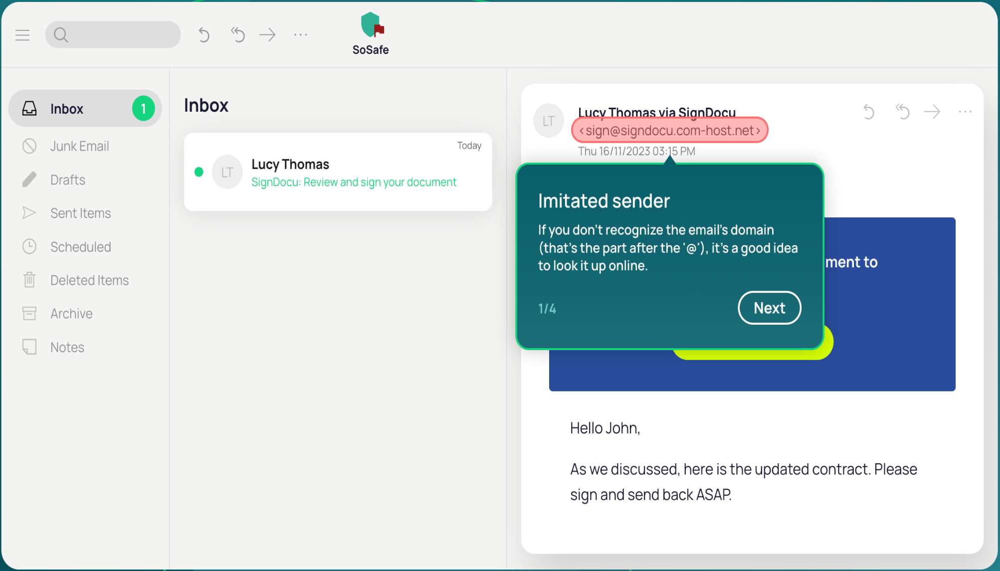 SoSafe
Inbox
1
Junk Email
Drafts
Sent Items
Scheduled
Deleted Items
Archive
Notes
Inbox
Today
LT
Lucy Thomas
SignDocu: Review and sign your document
LT
Lucy Thomas via SignDocu
<sign@signdocu.com-host.net>
Thu 16/11/2023 03:15 PM
Imitated sender
If you don't recognize the email's domain
(that's the part after the '@'), it's a good idea
to look it up online.
1/4
Next
ment to
Hello John,
As we discussed, here is the updated contract. Please
sign and send back ASAP.